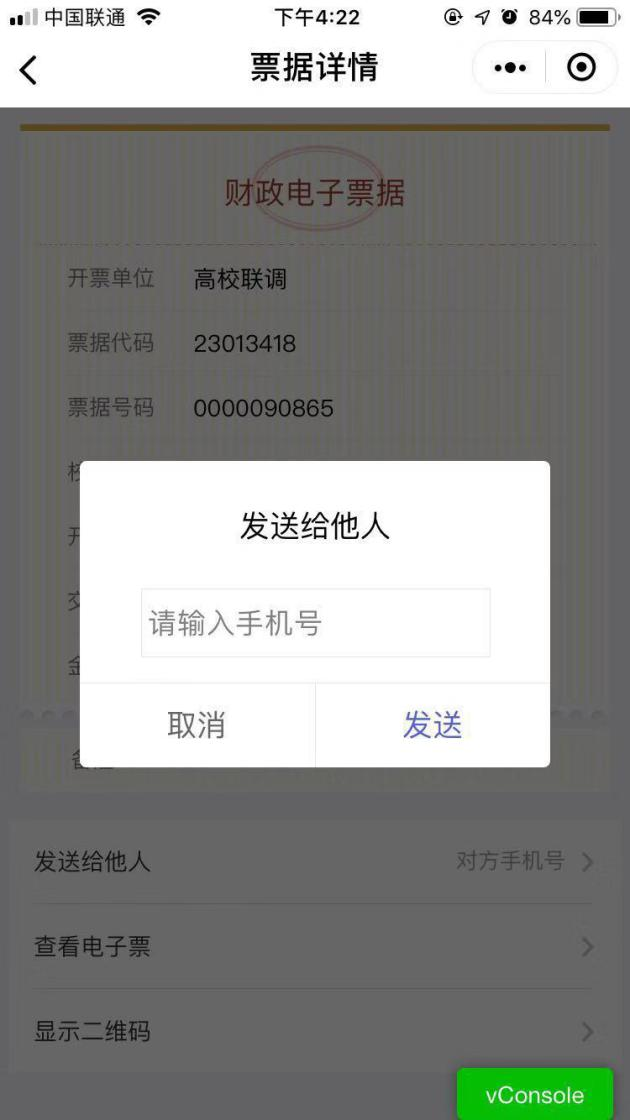 中国联通 下午4:22 84%
票据详情
财政电子票据
开票单位 高校联调
票据代码 23013418
票据号码 0000090865
发送给他人
请输入手机号
取消 发送
发送给他人 对方手机号
查看电子票
显示二维码
vConsole